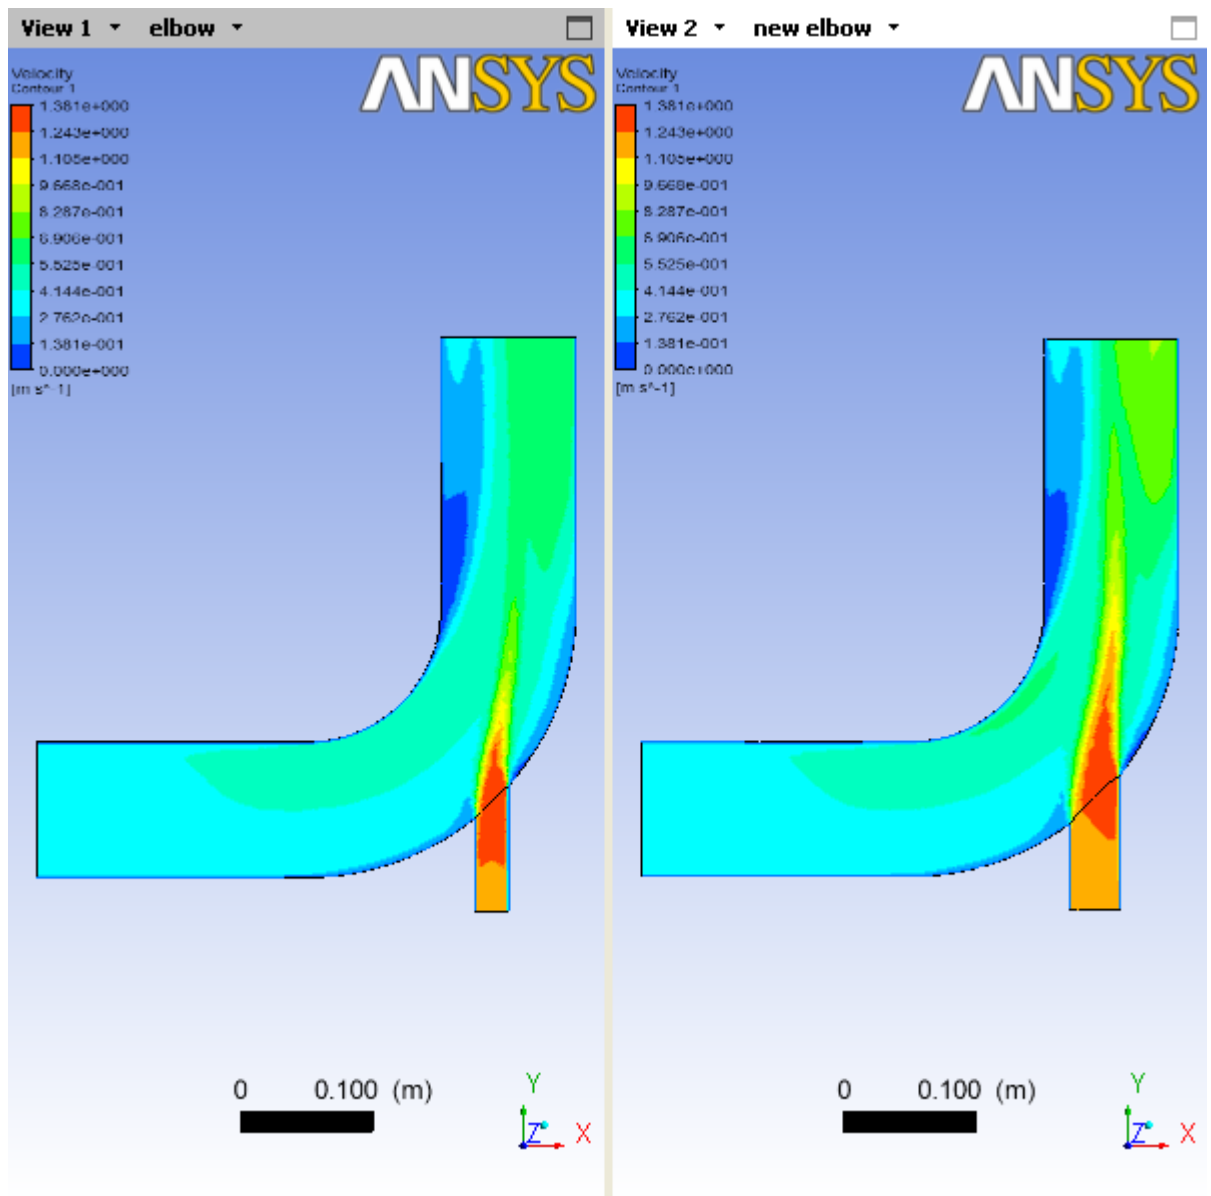 View 1 elbow
ANSYS
Velocity
Contour 1
1.381e+000
1.243e+000
1.105e+000
9.668e-001
8.287e-001
6.906e-001
5.525e-001
4.144e-001
2.762e-001
1.381e-001
0.000e+000
[m s^-1]
0 0.100 (m)
Y
Z X
View 2 new elbow
ANSYS
Velocity
Contour 1
1.381e+000
1.243e+000
1.105e+000
9.668e-001
8.287e-001
6.906e-001
5.525e-001
4.144e-001
2.762e-001
1.381e-001
0.000e+000
[m s^-1]
0 0.100 (m)
Y
Z X